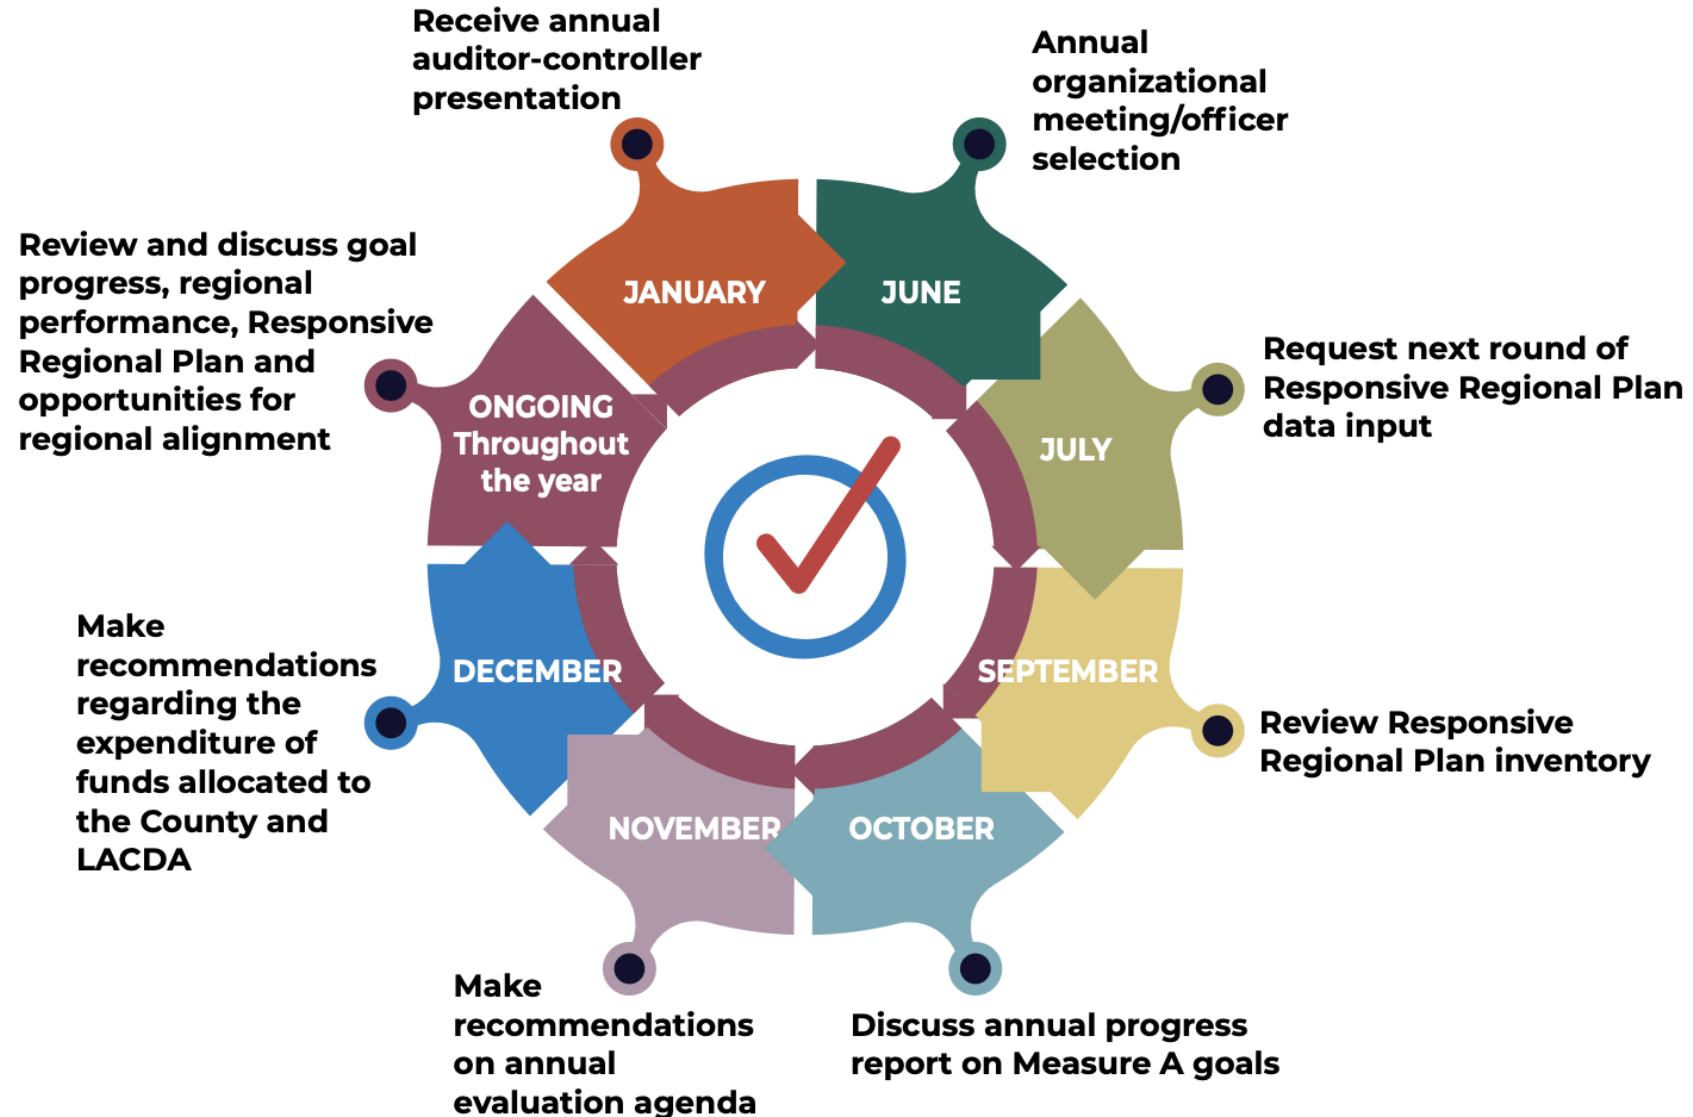 Receive annual
auditor-controller
presentation
Annual
organizational
meeting/officer
selection
JANUARY
JUNE
Review and discuss goal
progress, regional
performance, Responsive
Regional Plan and
opportunities for
regional alignment
ONGOING
Throughout
the year
JULY
Request next round of
Responsive Regional Plan
data input
Make
recommendations
regarding the
expenditure of
funds allocated to
the County and
LACDA
DECEMBER
SEPTEMBER
Review Responsive
Regional Plan inventory
NOVEMBER
OCTOBER
Make
recommendations
on annual
evaluation agenda
Discuss annual progress
report on Measure A goals